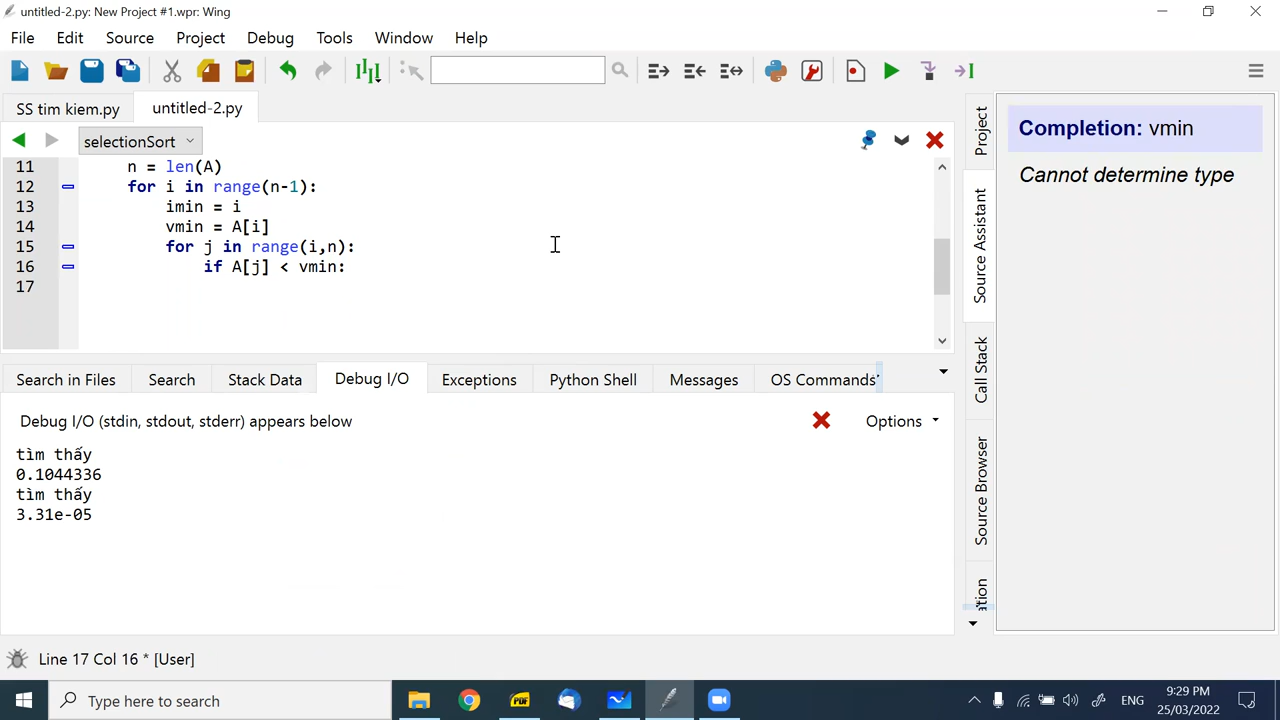 untitled-2.py: New Project #1.wpr: Wing
File Edit Source Project Debug Tools Window Help
SS tim kiem.py untitled-2.py
selectionSort
11 n = len(A)
12 for i in range(n-1):
13 imin = i
14 vmin = A[i]
15 for j in range(i,n):
16 if A[j] < vmin:
17
Project
Source Assistant
Call Stack
Source Browser
Completion: vmin
Cannot determine type
Search in Files Search Stack Data Debug I/O Exceptions Python Shell Messages OS Commands
Debug I/O (stdin, stdout, stderr) appears below Options
tìm thấy
0.1044336
tìm thấy
3.31e-05
Line 17 Col 16 * [User]
Type here to search
PDF
ENG
9:29 PM
25/03/2022